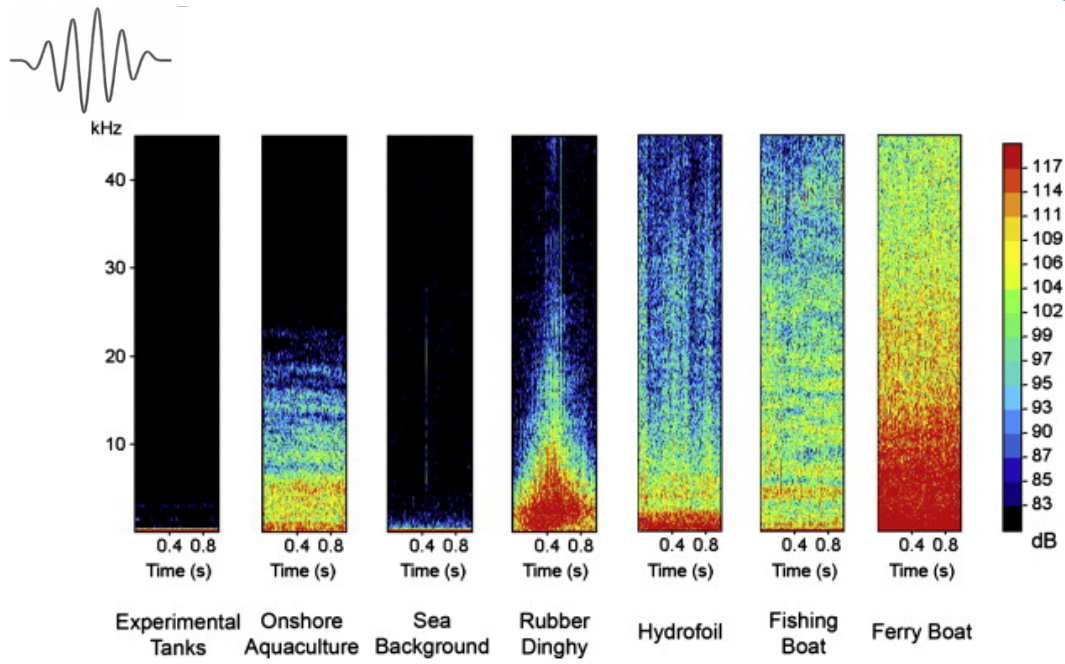 kHz
40
30
20
10
0.4 0.8 0.4 0.8 0.4 0.8 0.4 0.8 0.4 0.8 0.4 0.8 0.4 0.8
Time (s) Time (s) Time (s) Time (s) Time (s) Time (s) Time (s)
Experimental Tanks
Onshore Aquaculture
Sea Background
Rubber Dinghy
Hydrofoil
Fishing Boat
Ferry Boat
117
114
111
109
106
104
102
99
97
95
93
90
87
85
83
dB